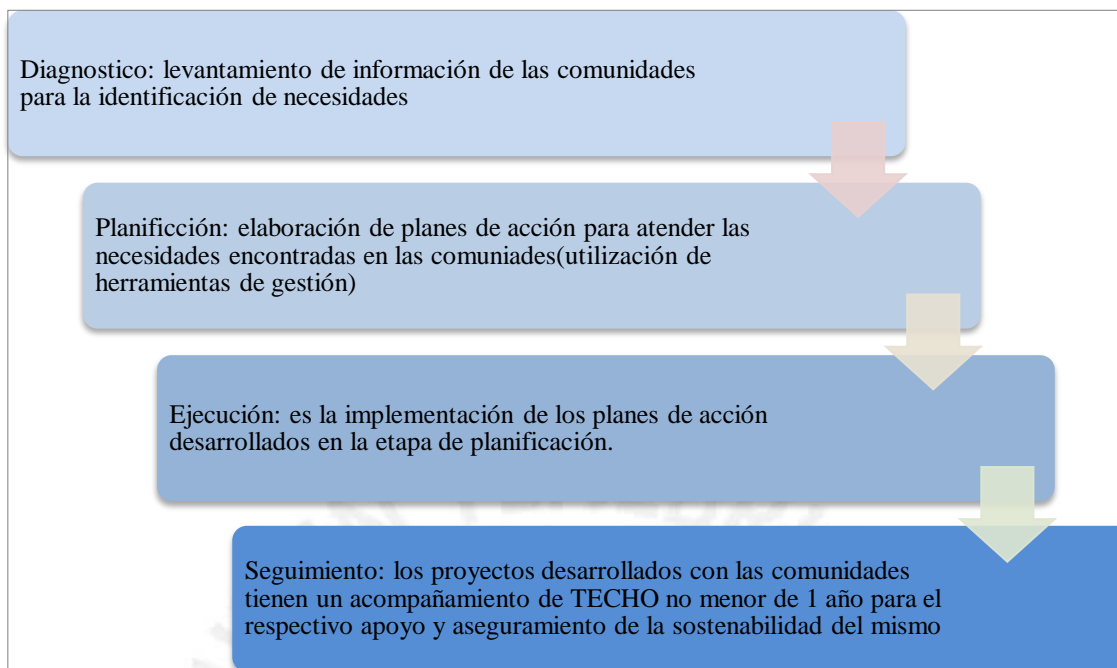 Diagnostico: levantamiento de información de las comunidades
para la identificación de necesidades
Planificción: elaboración de planes de acción para atender las
necesidades encontradas en las comuniades(utilización de
herramientas de gestión)
Ejecución: es la implementación de los planes de acción
desarrollados en la etapa de planificación.
Seguimiento: los proyectos desarrollados con las comunidades
tienen un acompañamiento de TECHO no menor de 1 año para el
respectivo apoyo y aseguramiento de la sostenabilidad del mismo